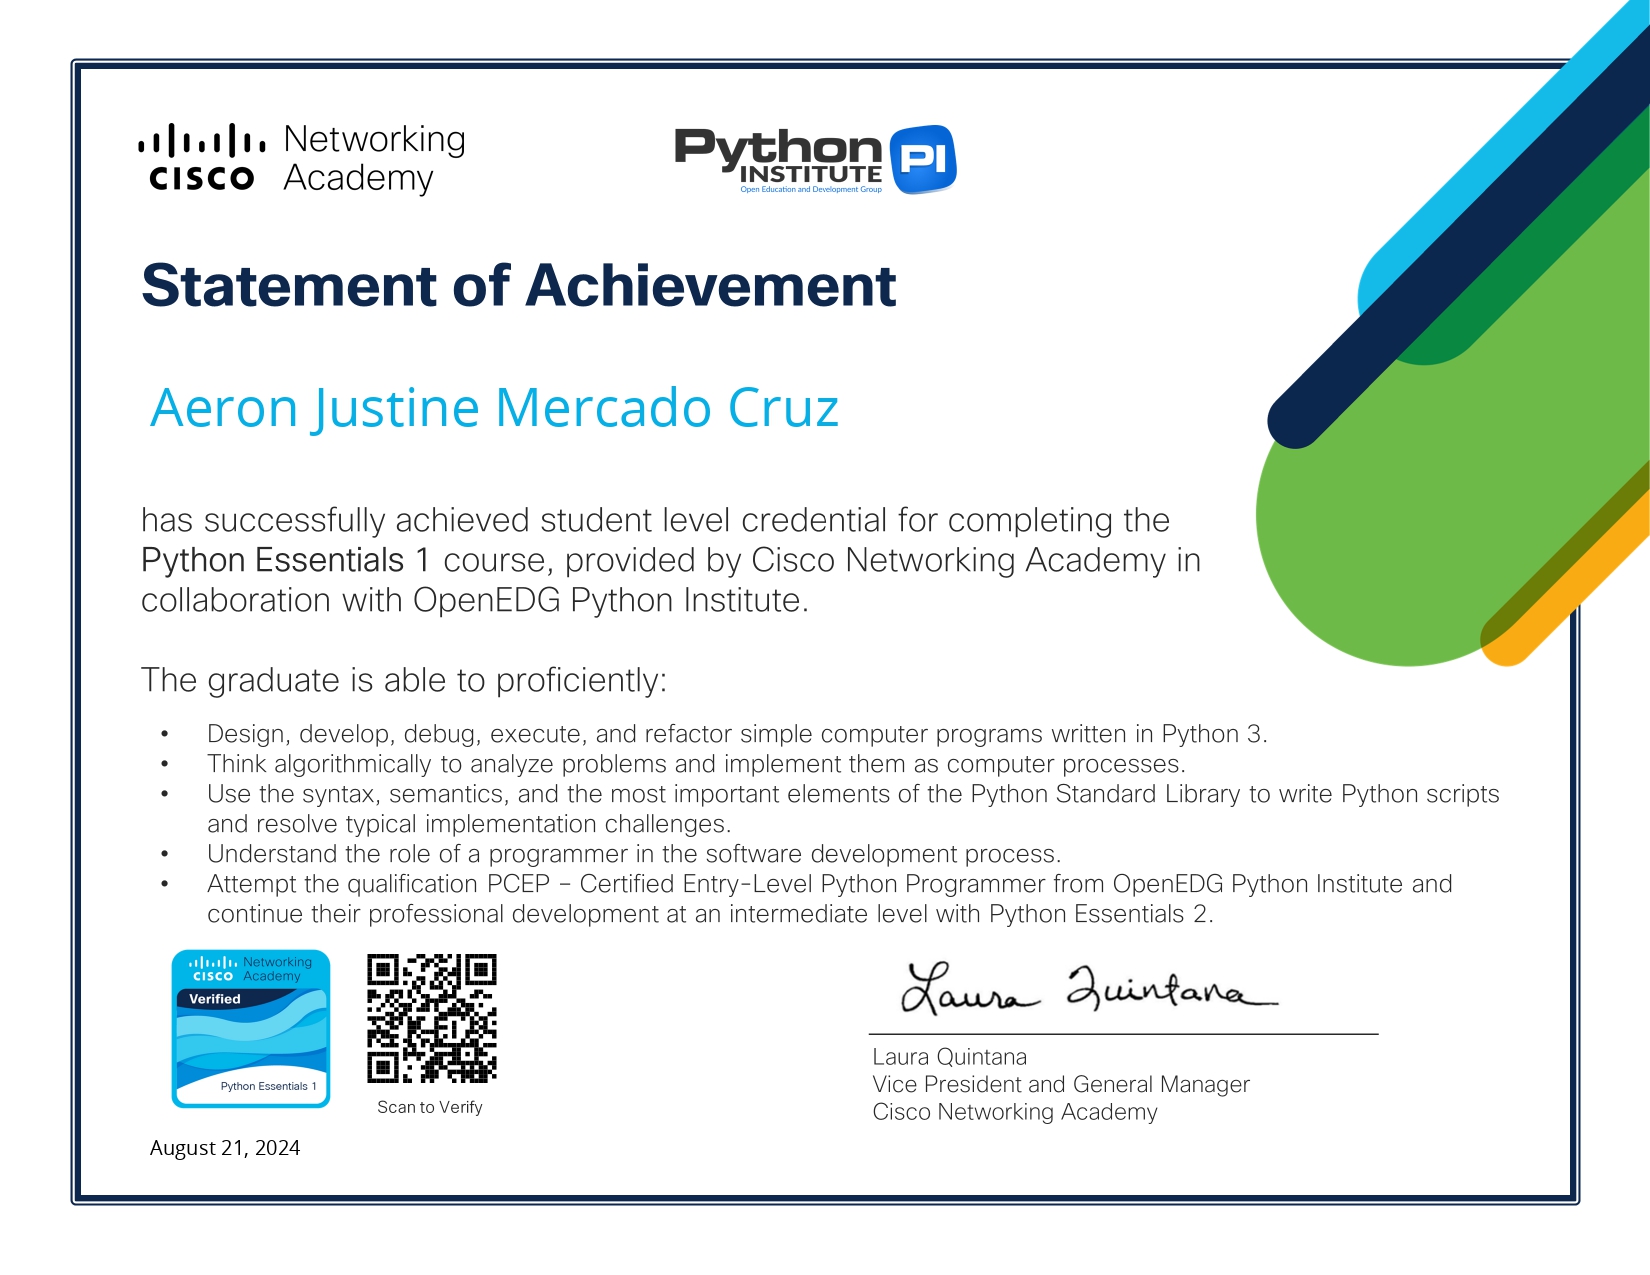 CISCO Networking Academy
Python INSTITUTE PI
Open Education and Development Group
Statement of Achievement
Aeron Justine Mercado Cruz
has successfully achieved student level credential for completing the
Python Essentials 1 course, provided by Cisco Networking Academy in
collaboration with OpenEDG Python Institute.
The graduate is able to proficiently:
• Design, develop, debug, execute, and refactor simple computer programs written in Python 3.
• Think algorithmically to analyze problems and implement them as computer processes.
• Use the syntax, semantics, and the most important elements of the Python Standard Library to write Python scripts
and resolve typical implementation challenges.
• Understand the role of a programmer in the software development process.
• Attempt the qualification PCEP – Certified Entry-Level Python Programmer from OpenEDG Python Institute and
continue their professional development at an intermediate level with Python Essentials 2.
CISCO Networking Academy
Verified
Python Essentials 1
Scan to Verify
August 21, 2024
Laura Quintana
Laura Quintana
Vice President and General Manager
Cisco Networking Academy